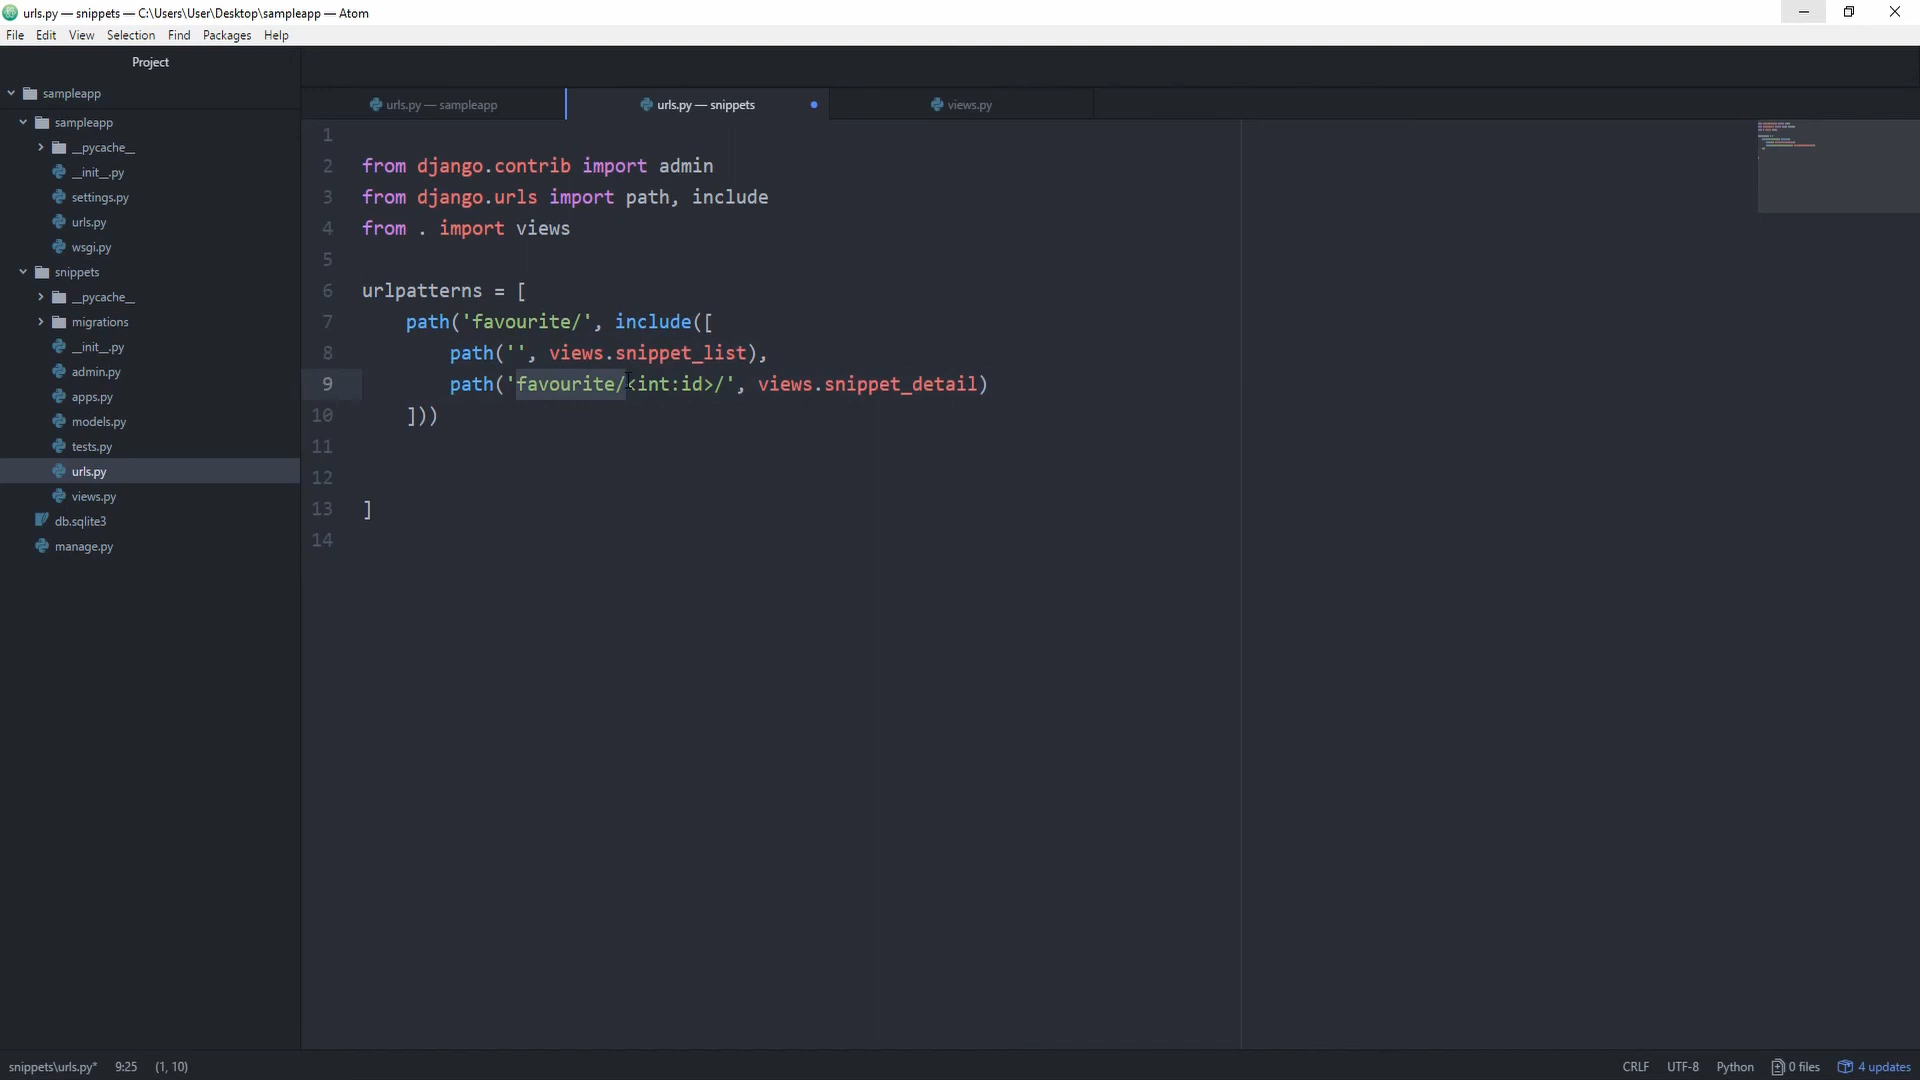 urls.py — snippets — C:\Users\User\Desktop\sampleapp — Atom
File Edit View Selection Find Packages Help
Project
sampleapp
sampleapp
__pycache__
__init__.py
settings.py
urls.py
wsgi.py
snippets
__pycache__
migrations
__init__.py
admin.py
apps.py
models.py
tests.py
urls.py
views.py
db.sqlite3
manage.py
urls.py — sampleapp urls.py — snippets views.py
1
2 from django.contrib import admin
3 from django.urls import path, include
4 from . import views
5
6 urlpatterns = [
7 path('favourite/', include([
8 path('', views.snippet_list),
9 path('favourite/<int:id>/', views.snippet_detail)
10 ]))
11
12
13 ]
14
snippets\urls.py* 9:25 (1, 10) CRLF UTF-8 Python 0 files 4 updates